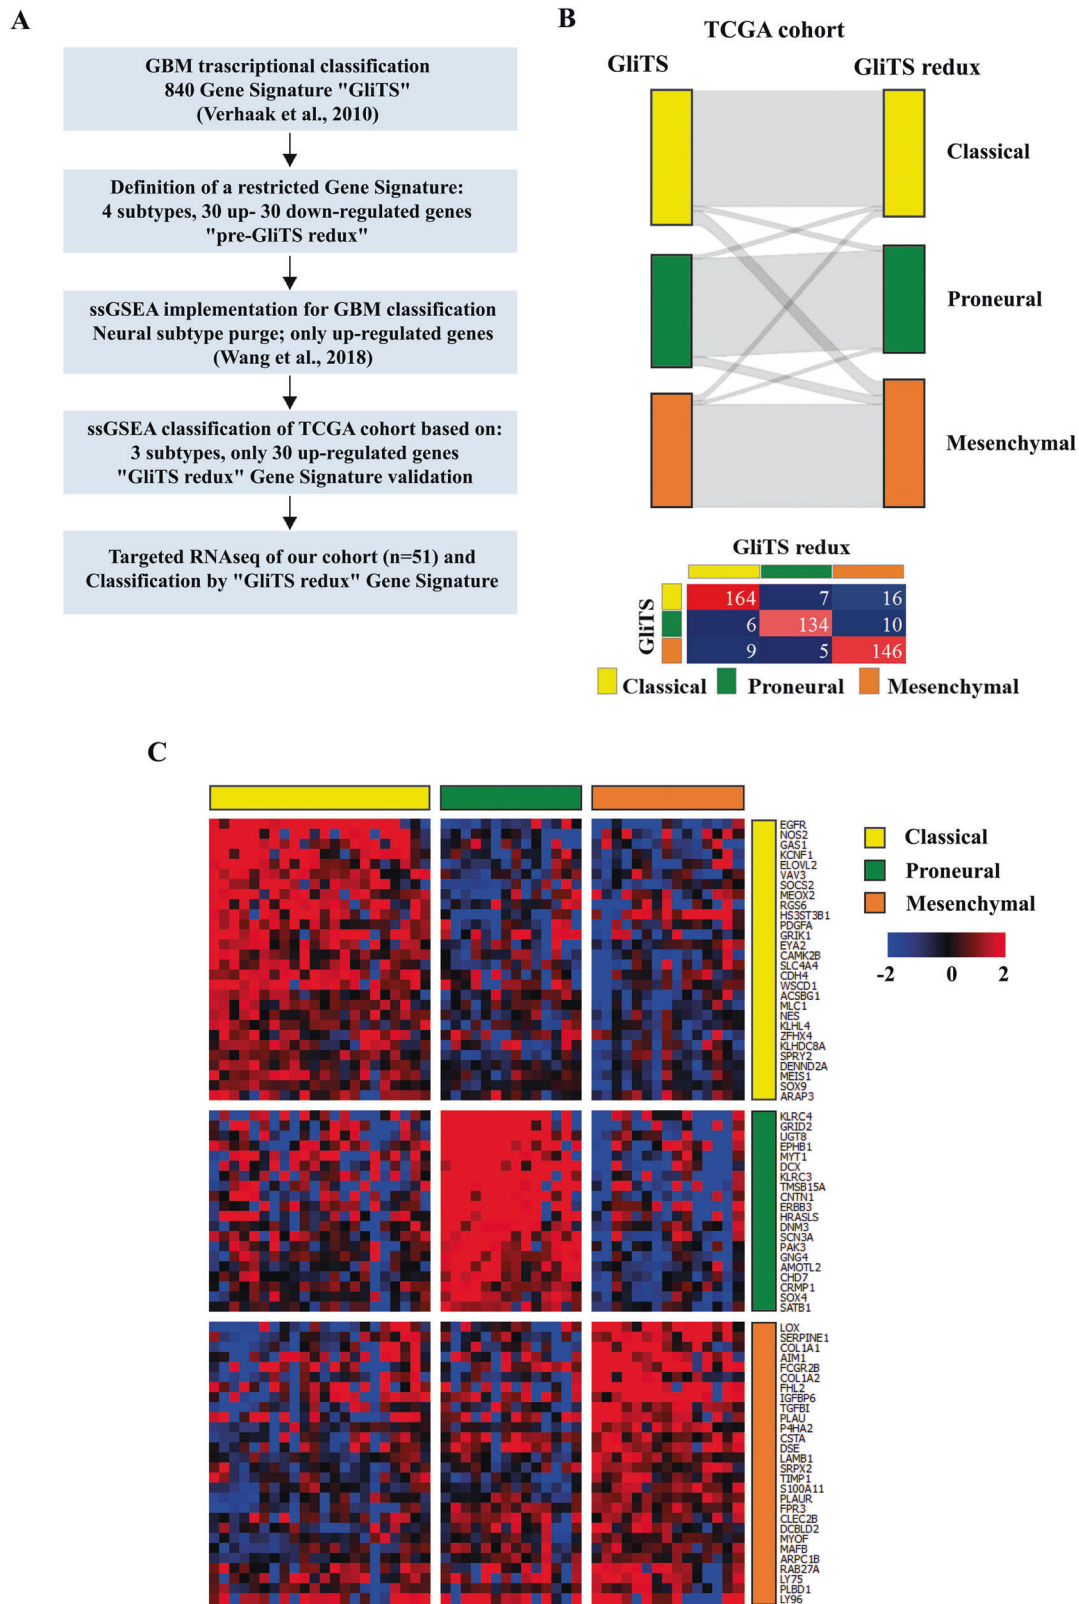 A
GBM trascriptional classification
840 Gene Signature "GliTS"
(Verhaak et al., 2010)
Definition of a restricted Gene Signature:
4 subtypes, 30 up- 30 down-regulated genes
"pre-GliTS redux"
ssGSEA implementation for GBM classification
Neural subtype purge; only up-regulated genes
(Wang et al., 2018)
ssGSEA classification of TCGA cohort based on:
3 subtypes, only 30 up-regulated genes
"GliTS redux" Gene Signature validation
Targeted RNAseq of our cohort (n=51) and
Classification by "GliTS redux" Gene Signature
B
TCGA cohort
GliTS
GliTS redux
Classical
Proneural
Mesenchymal
GliTS redux
GliTS
164 7 16
6 134 10
9 5 146
Classical Proneural Mesenchymal
C
EGFR
NOS2
GAS1
KCNF1
ELOVL2
VAV3
SOCS2
MEOX2
RGS6
HS3ST3B1
PDGFA
GRIK1
EYA2
CAMK2B
SLC4A4
CDH4
WSCD1
ACSBG1
MLC1
NES
KLHL4
ZFHX4
KLHDC8A
SPRY2
DENND2A
MEIS1
SOX9
ARAP3
KLRC4
GRID2
UGT8
EPHB1
MYT1
DCX
KLRC3
TMSB15A
CNTN1
ERBB3
HRASLS
DNM3
SCN3A
PAK3
GNG4
AMOTL2
CHD7
CRMP1
SOX4
SATB1
LOX
SERPINE1
COL1A1
AIM1
FCGR2B
COL1A2
FHL2
IGFBP6
TGFBI
PLAU
P4HA2
CSTA
DSE
LAMB1
SRPX2
TIMP1
S100A11
PLAUR
FPR3
CLEC2B
DCBLD2
MYOF
MAFB
ARPC1B
RAB27A
LY75
PLBD1
LY96
Classical
Proneural
Mesenchymal
-2 0 2